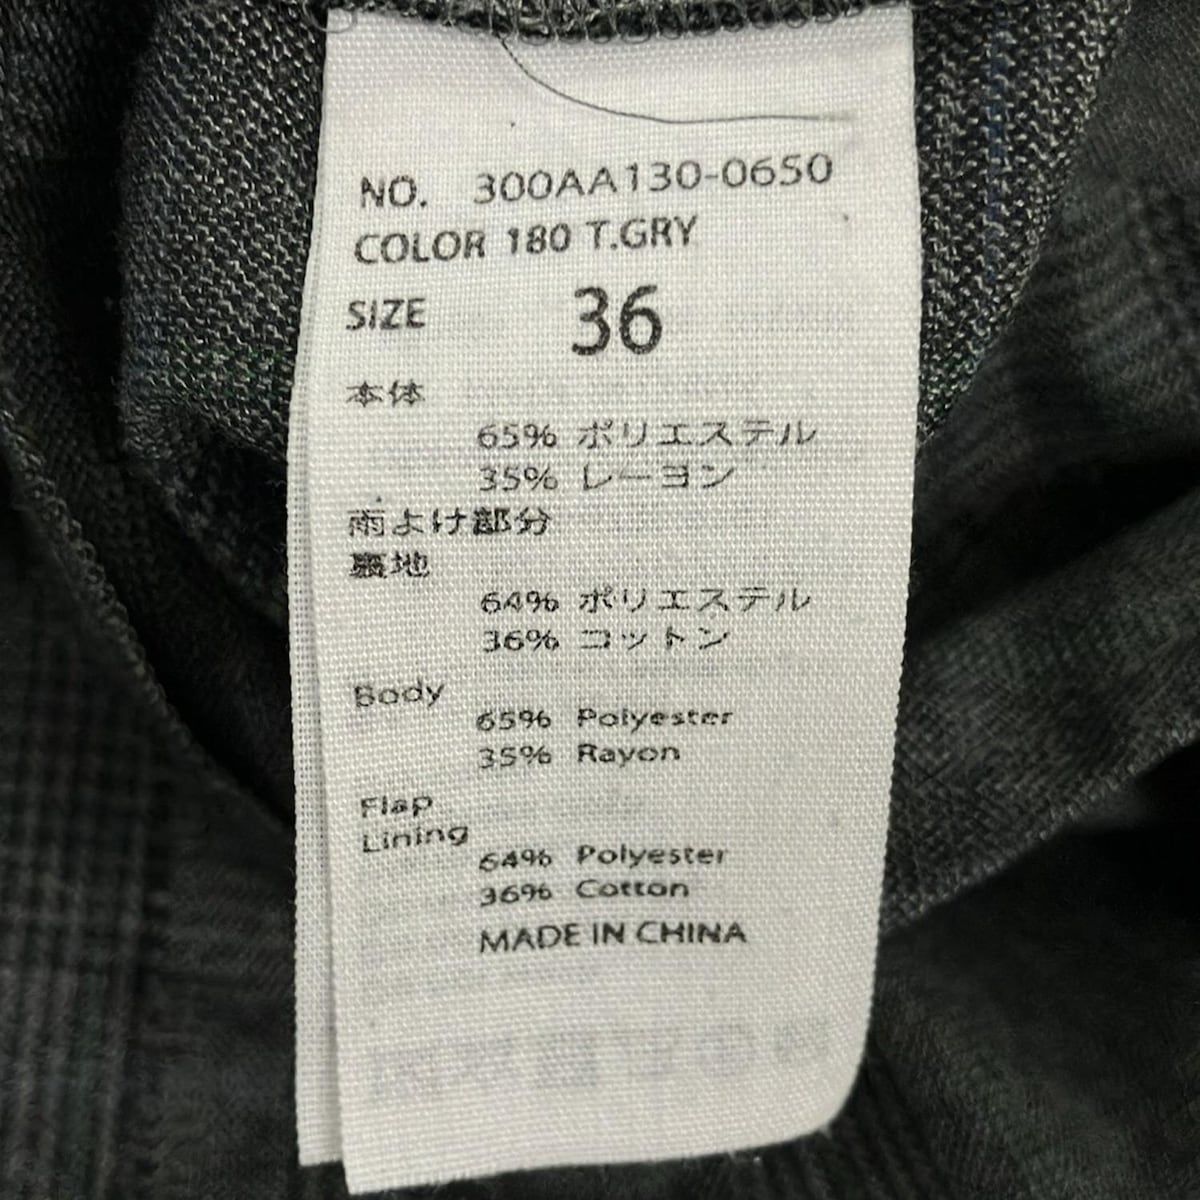 NO. 300AA130-0650
COLOR 180 T.GRY
SIZE 36
本体
65% ポリエステル
35% レーヨン
雨よけ部分
裏地
64% ポリエステル
36% コットン
Body
65% Polyester
35% Rayon
Flap
Lining
64% Polyester
36% Cotton
MADE IN CHINA